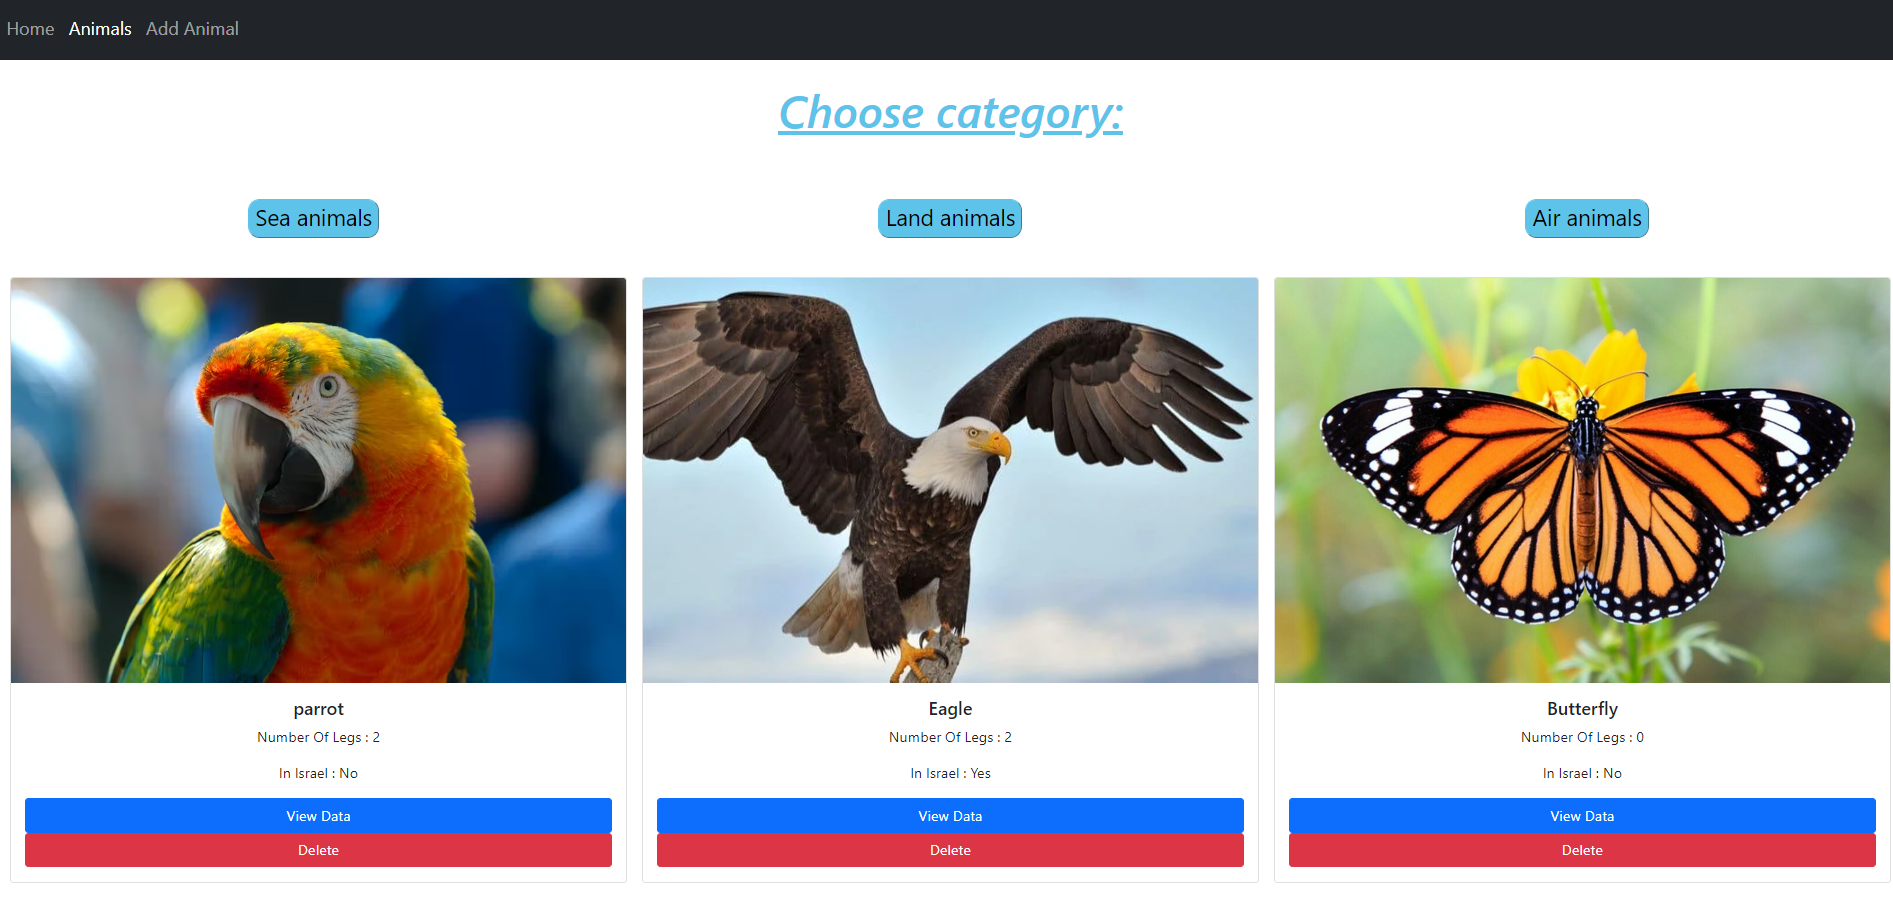 Home Animals Add Animal
Choose category:
Sea animals
Land animals
Air animals
parrot
Number Of Legs : 2
In Israel : No
View Data
Delete
Eagle
Number Of Legs : 2
In Israel : Yes
View Data
Delete
Butterfly
Number Of Legs : 0
In Israel : No
View Data
Delete